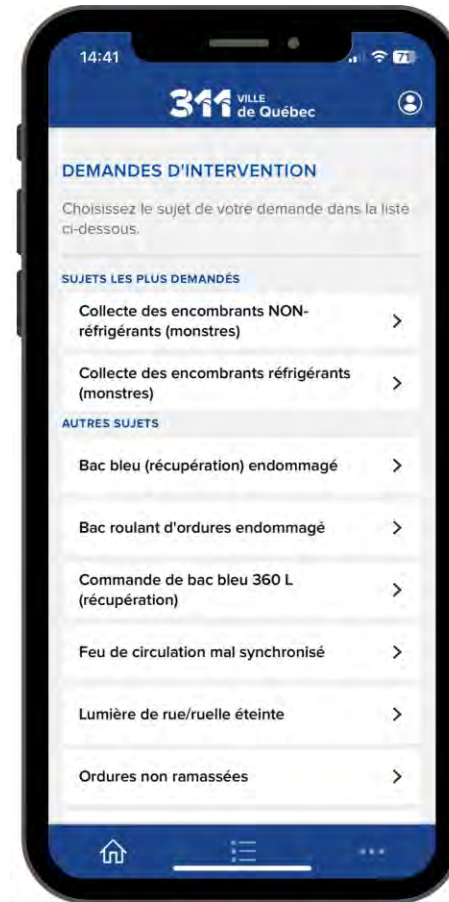 14:41
71
311 VILLE
de Québec
DEMANDES D'INTERVENTION
Choisissez le sujet de votre demande dans la liste
ci-dessous.
SUJETS LES PLUS DEMANDÉS
Collecte des encombrants NON-
réfrigérants (monstres)
Collecte des encombrants réfrigérants
(monstres)
AUTRES SUJETS
Bac bleu (récupération) endommagé
Bac roulant d'ordures endommagé
Commande de bac bleu 360 L
(récupération)
Feu de circulation mal synchronisé
Lumière de rue/ruelle éteinte
Ordures non ramassées